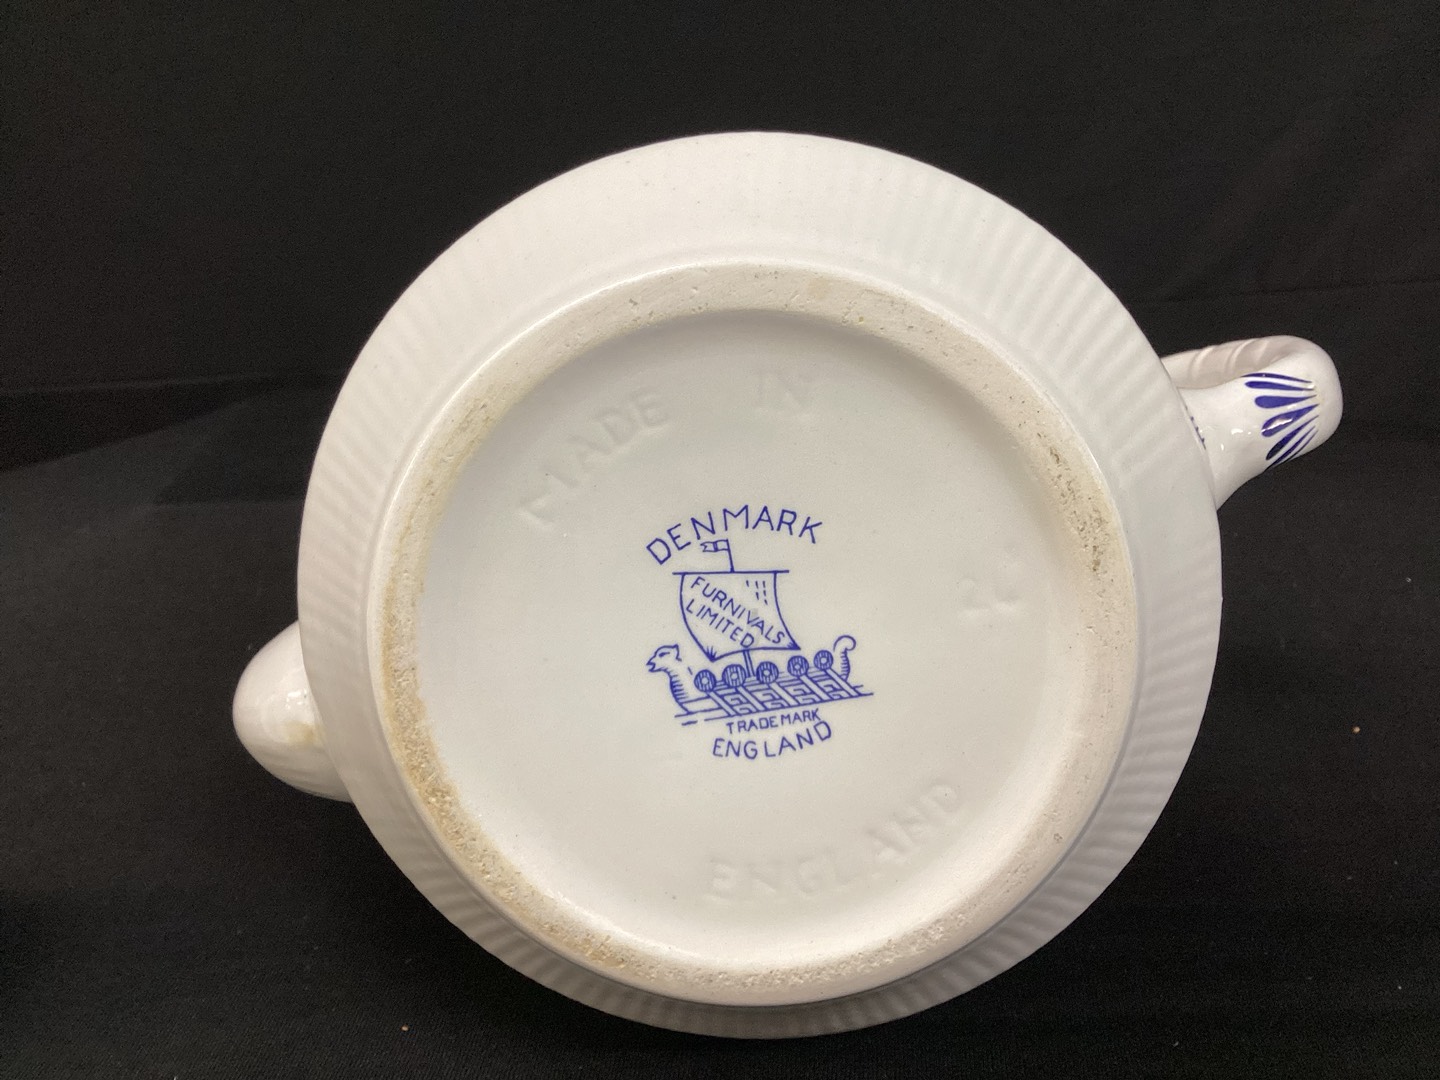 MADE IN
DENMARK
FURNIVALS
LIMITED
TRADE MARK
ENGLAND
ENGLAND